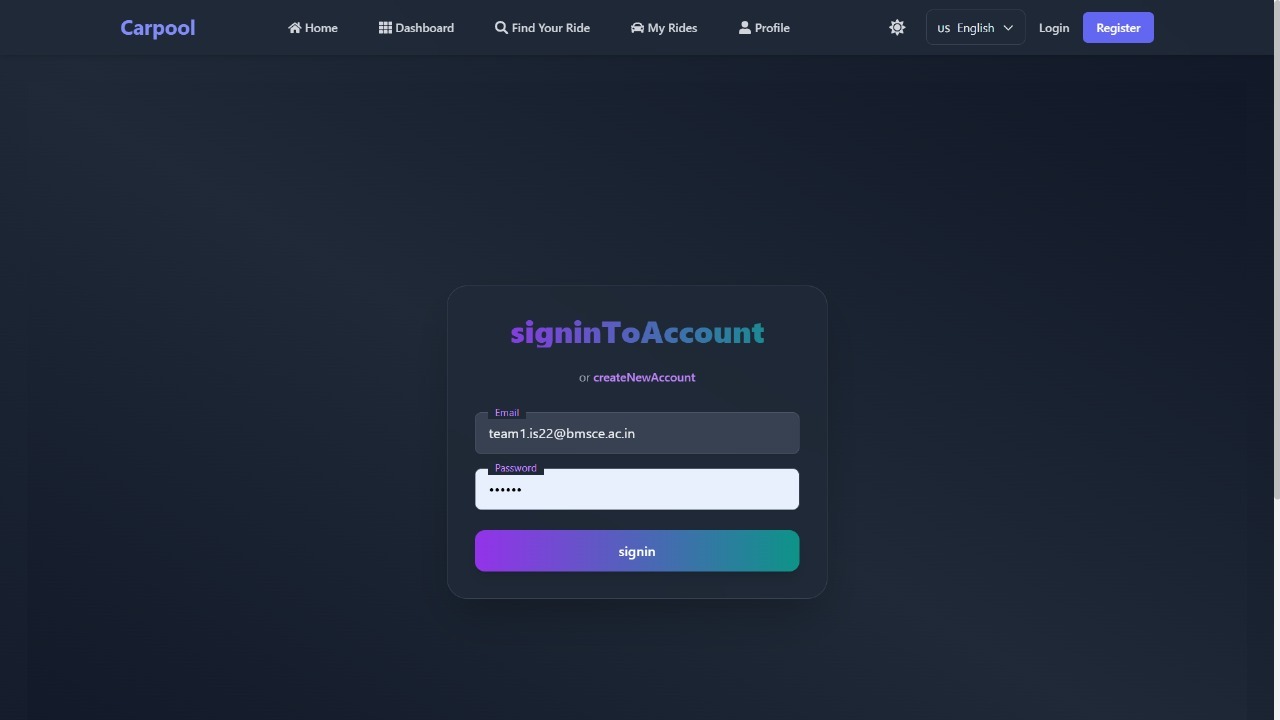 Carpool
Home Dashboard Find Your Ride My Rides Profile us English Login Register
signinToAccount
or createNewAccount
Email
team1.is22@bmsce.ac.in
Password
••••••
signin